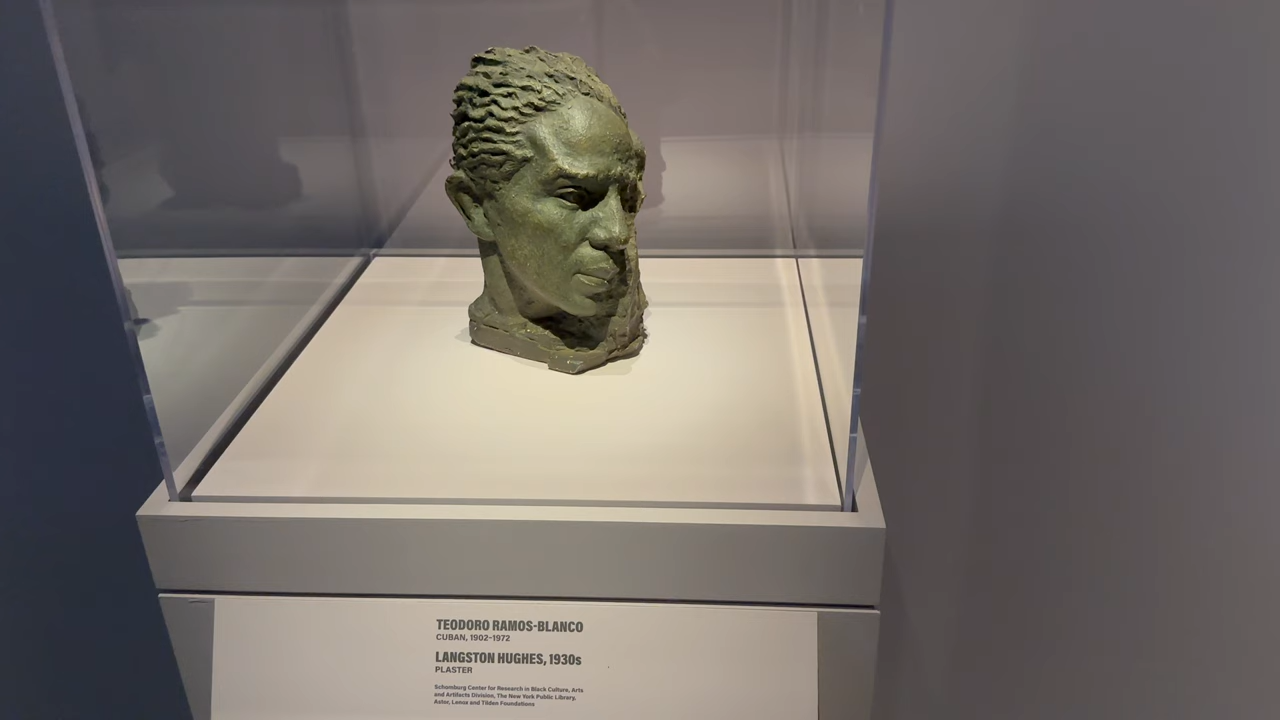 TEODORO RAMOS-BLANCO
CUBAN, 1902-1972
LANGSTON HUGHES, 1930s
PLASTER
Schomburg Center for Research in Black Culture, Arts
and Artifacts Division, The New York Public Library,
Astor, Lenox and Tilden Foundations